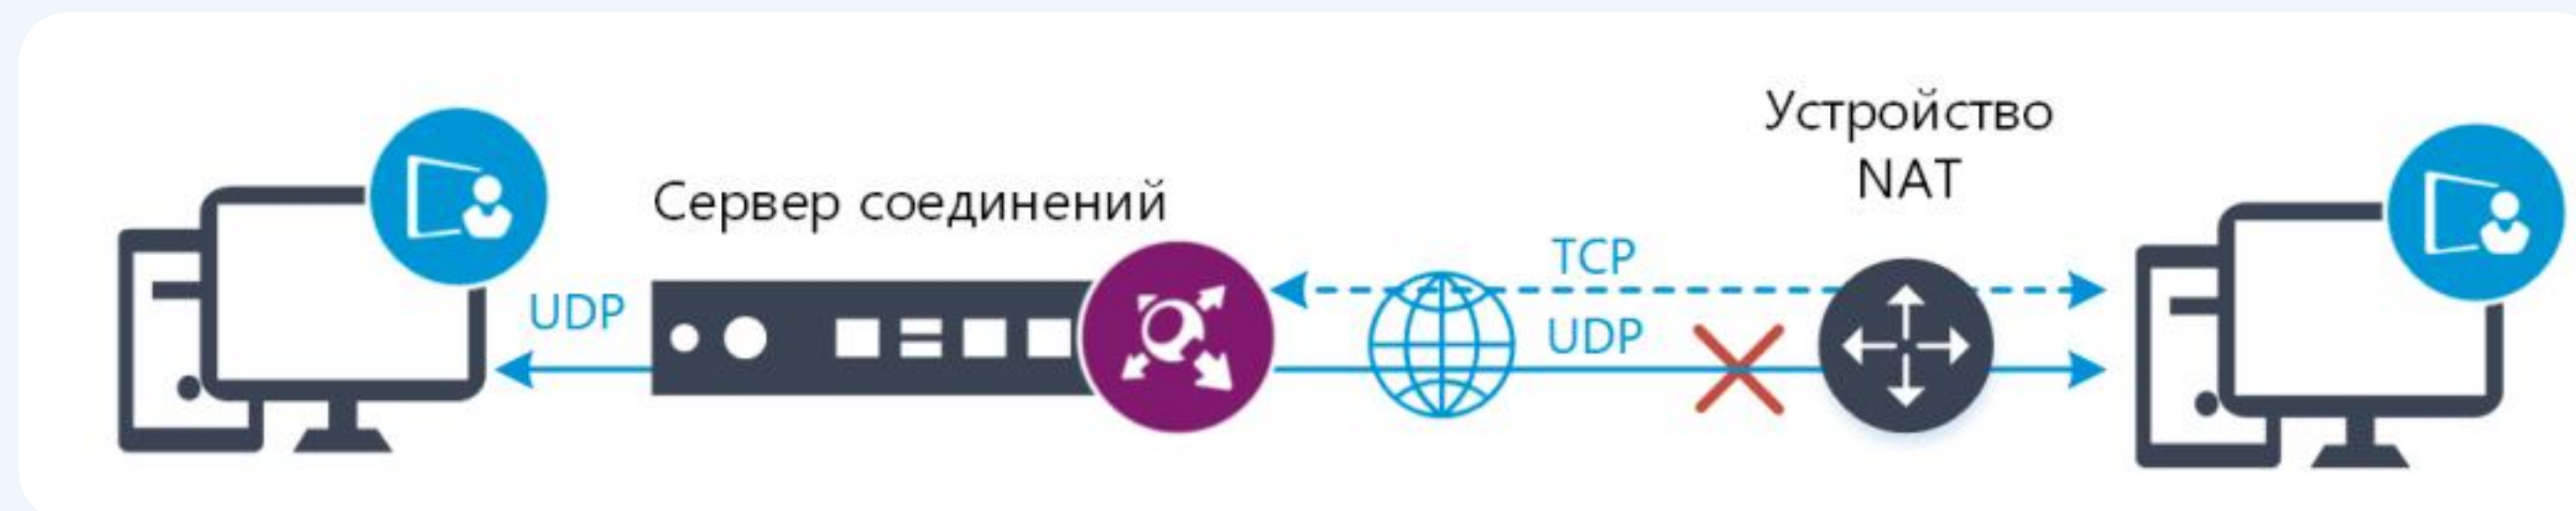 Устройство
NAT
Сервер соединений
TCP
UDP
UDP